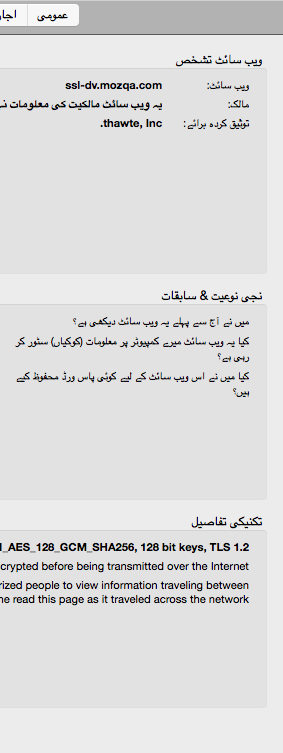 عمومی
ویب سائٹ تشخص
ویب سائٹ: ssl-dv.mozqa.com
مالک: یہ ویب سائٹ مالکیت کی معلومات
توثیق کردہ برائے: thawte, Inc.
نجی نوعیت & سابقات
میں نے آج سے پہلے یہ ویب سائٹ دیکھی ہے؟
کیا یہ ویب سائٹ میرے کمپیوٹر پر معلومات (کوکیاں) سٹور کر
رہی ہے؟
کیا میں نے اس ویب سائٹ کے لیے کوئی پاس ورڈ محفوظ کیے
ہیں؟
تکنیکی تفاصیل
_AES_128_GCM_SHA256, 128 bit keys, TLS 1.2
crypted before being transmitted over the Internet
rized people to view information traveling between
ne read this page as it traveled across the network